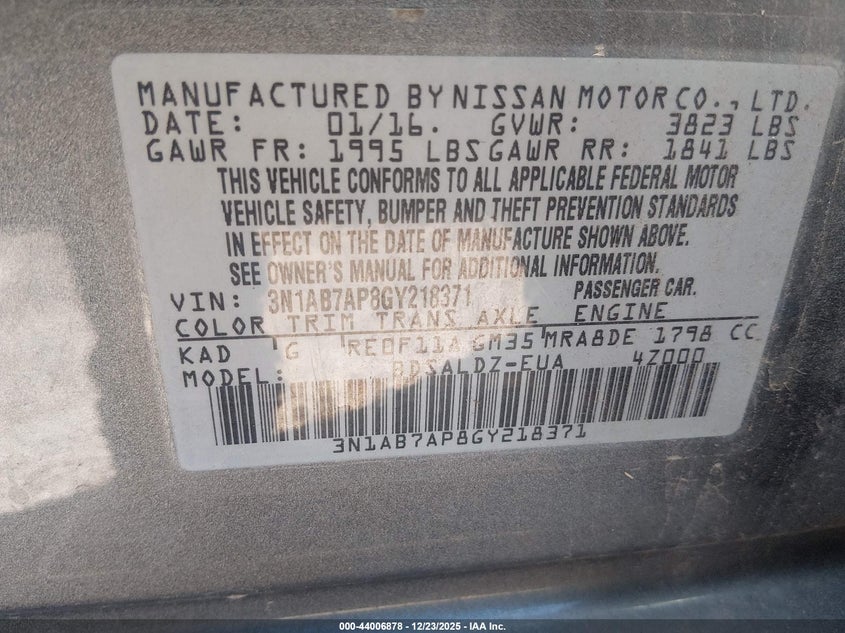 MANUFACTURED BY NISSAN MOTOR CO., LTD.
DATE: 01/16. GVWR: 3823 LBS
GAWR FR: 1995 LBS GAWR RR: 1841 LBS
THIS VEHICLE CONFORMS TO ALL APPLICABLE FEDERAL MOTOR
VEHICLE SAFETY, BUMPER AND THEFT PREVENTION STANDARDS
IN EFFECT ON THE DATE OF MANUFACTURE SHOWN ABOVE.
SEE OWNER'S MANUAL FOR ADDITIONAL INFORMATION.
VIN: 3N1AB7AP8GY218371 PASSENGER CAR.
COLOR TRIM TRANS AXLE ENGINE
KAD G RE0F11A GM35 MRA8DE 1798 CC
MODEL: BDSALDZ-EUA 4Z000
3N1AB7AP8GY218371
000-44006878 - 12/23/2025 - IAA Inc.